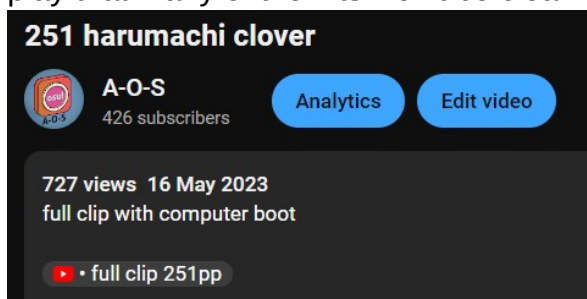 251 harumachi clover
osu!
A-O-S
A-O-S
426 subscribers
Analytics
Edit video
727 views 16 May 2023
full clip with computer boot
• full clip 251pp